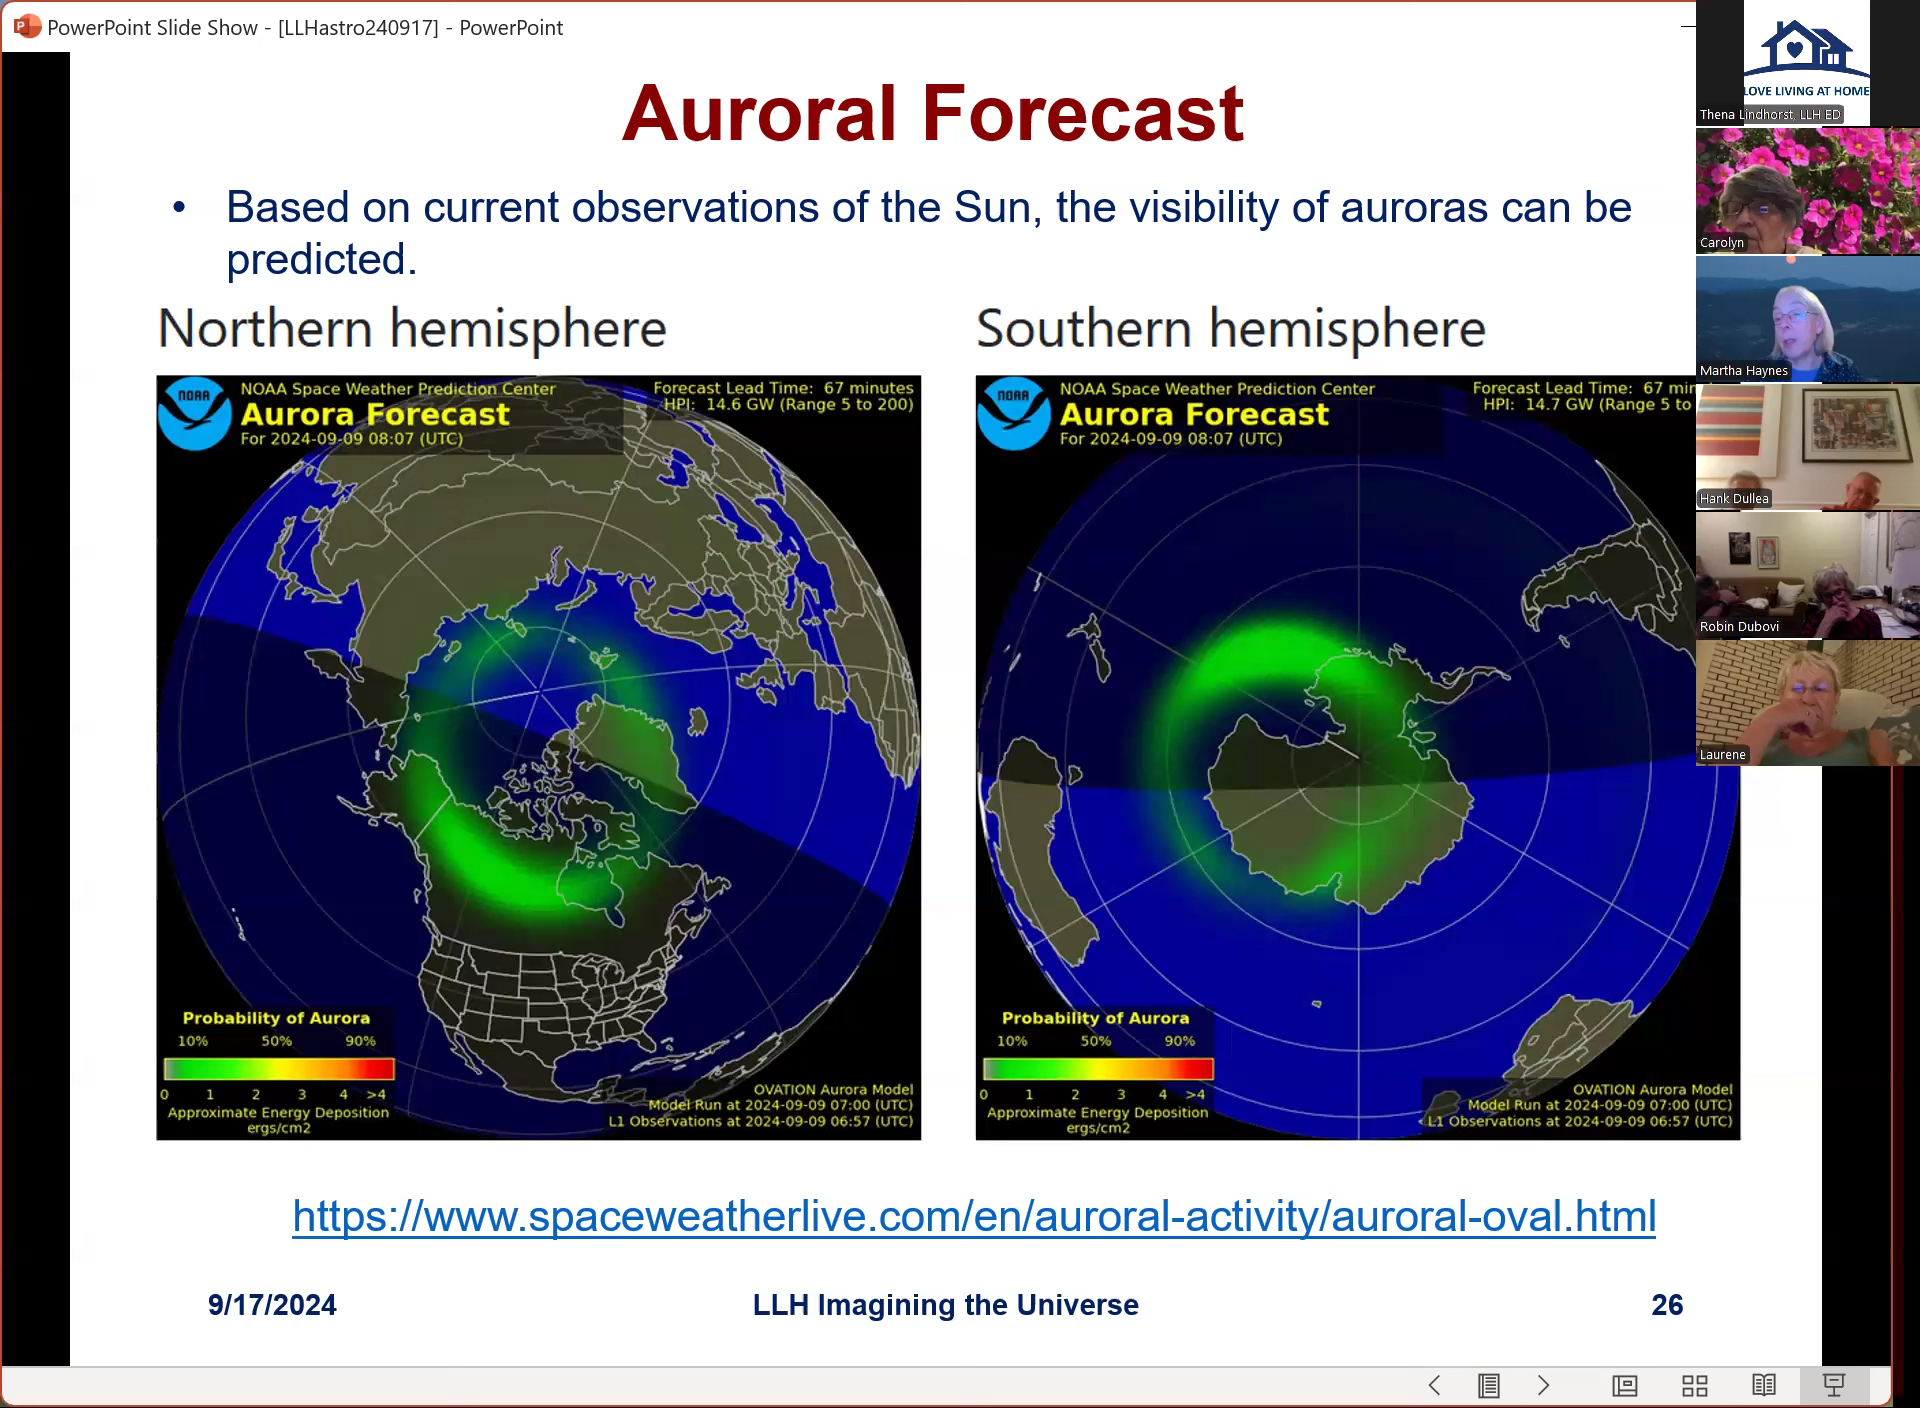 PowerPoint Slide Show - [LLHastro240917] - PowerPoint
Auroral Forecast
• Based on current observations of the Sun, the visibility of auroras can be
predicted.
Northern hemisphere
NOAA
NOAA Space Weather Prediction Center
Aurora Forecast
For 2024-09-09 08:07 (UTC)
Forecast Lead Time: 67 minutes
HPI: 14.6 GW (Range 5 to 200)
Probability of Aurora
10% 50% 90%
0 1 2 3 4 >4
Approximate Energy Deposition
ergs/cm2
OVATION Aurora Model
Model Run at 2024-09-09 07:00 (UTC)
L1 Observations at 2024-09-09 06:57 (UTC)
Southern hemisphere
NOAA
NOAA Space Weather Prediction Center
Aurora Forecast
For 2024-09-09 08:07 (UTC)
Forecast Lead Time: 67 min
HPI: 14.7 GW (Range 5 to
Probability of Aurora
10% 50% 90%
0 1 2 3 4 >4
Approximate Energy Deposition
ergs/cm2
OVATION Aurora Model
Model Run at 2024-09-09 07:00 (UTC)
L1 Observations at 2024-09-09 06:57 (UTC)
https://www.spaceweatherlive.com/en/auroral-activity/auroral-oval.html
9/17/2024
LLH Imagining the Universe
26
LOVE LIVING AT HOME
Thena Lindhorst, LLH ED
Carolyn
Martha Haynes
Hank Dullea
Robin Dubovi
Laurene